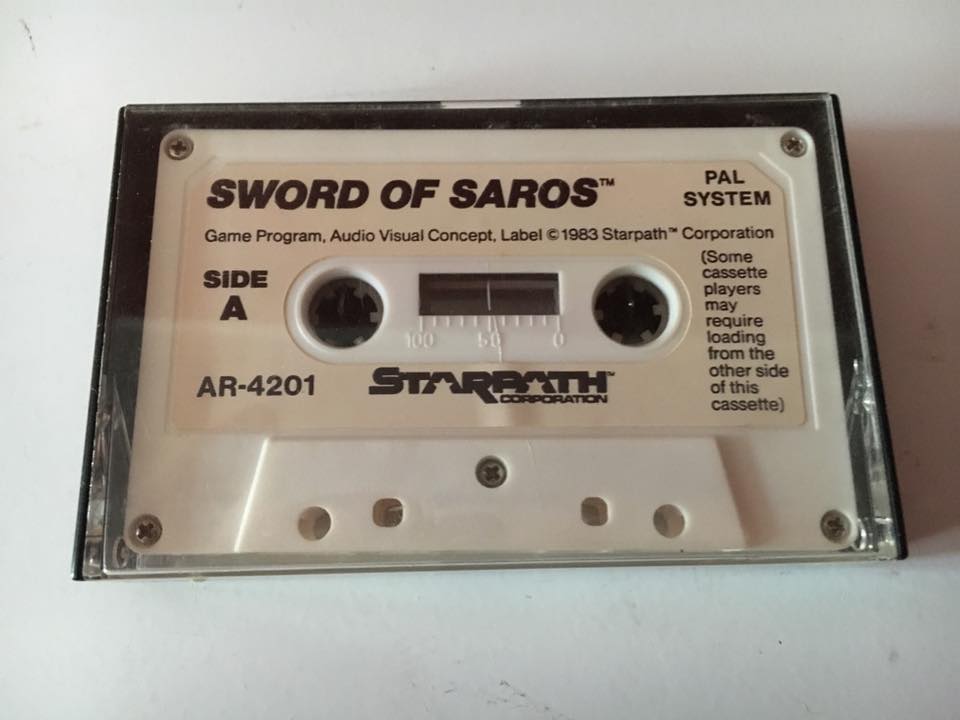 SWORD OF SAROS™
PAL
SYSTEM
Game Program, Audio Visual Concept, Label ©1983 Starpath™ Corporation
SIDE
A
(Some
cassette
players
may
require
loading
from the
other side
of this
cassette)
100 50 0
AR-4201
STARPATH™
CORPORATION